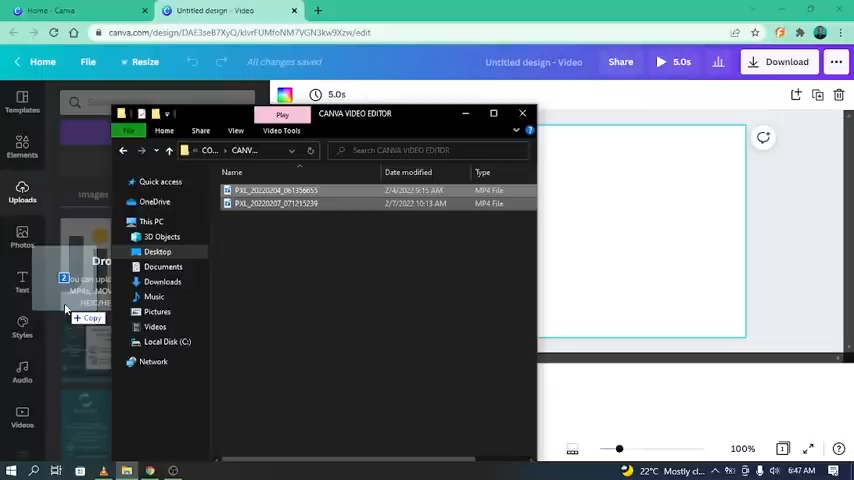 Home - Canva
Untitled design - Video
canva.com/design/DAE3seB7XyQ/klvrFUMfoNM7VGN3kw9Xzw/edit
Home
File
Resize
All changes saved
Untitled design - Video
Share
5.0s
Download
Templates
5.0s
Play
CANVA VIDEO EDITOR
File
Home
Share
View
Video Tools
Elements
CO...
CANV...
Search CANVA VIDEO EDITOR
Name
Date modified
Type
Quick access
PXL_20220204_061356655
2/4/2022 9:15 AM
MP4 File
Uploads
Images
OneDrive
PXL_20220207_071215239
2/7/2022 10:13 AM
MP4 File
This PC
Photos
3D Objects
Desktop
Documents
Downloads
Music
Pictures
Videos
Local Disk (C:)
Network
2
Copy
Text
Styles
Audio
Videos
100%
1
22°C Mostly cl...
6:47 AM